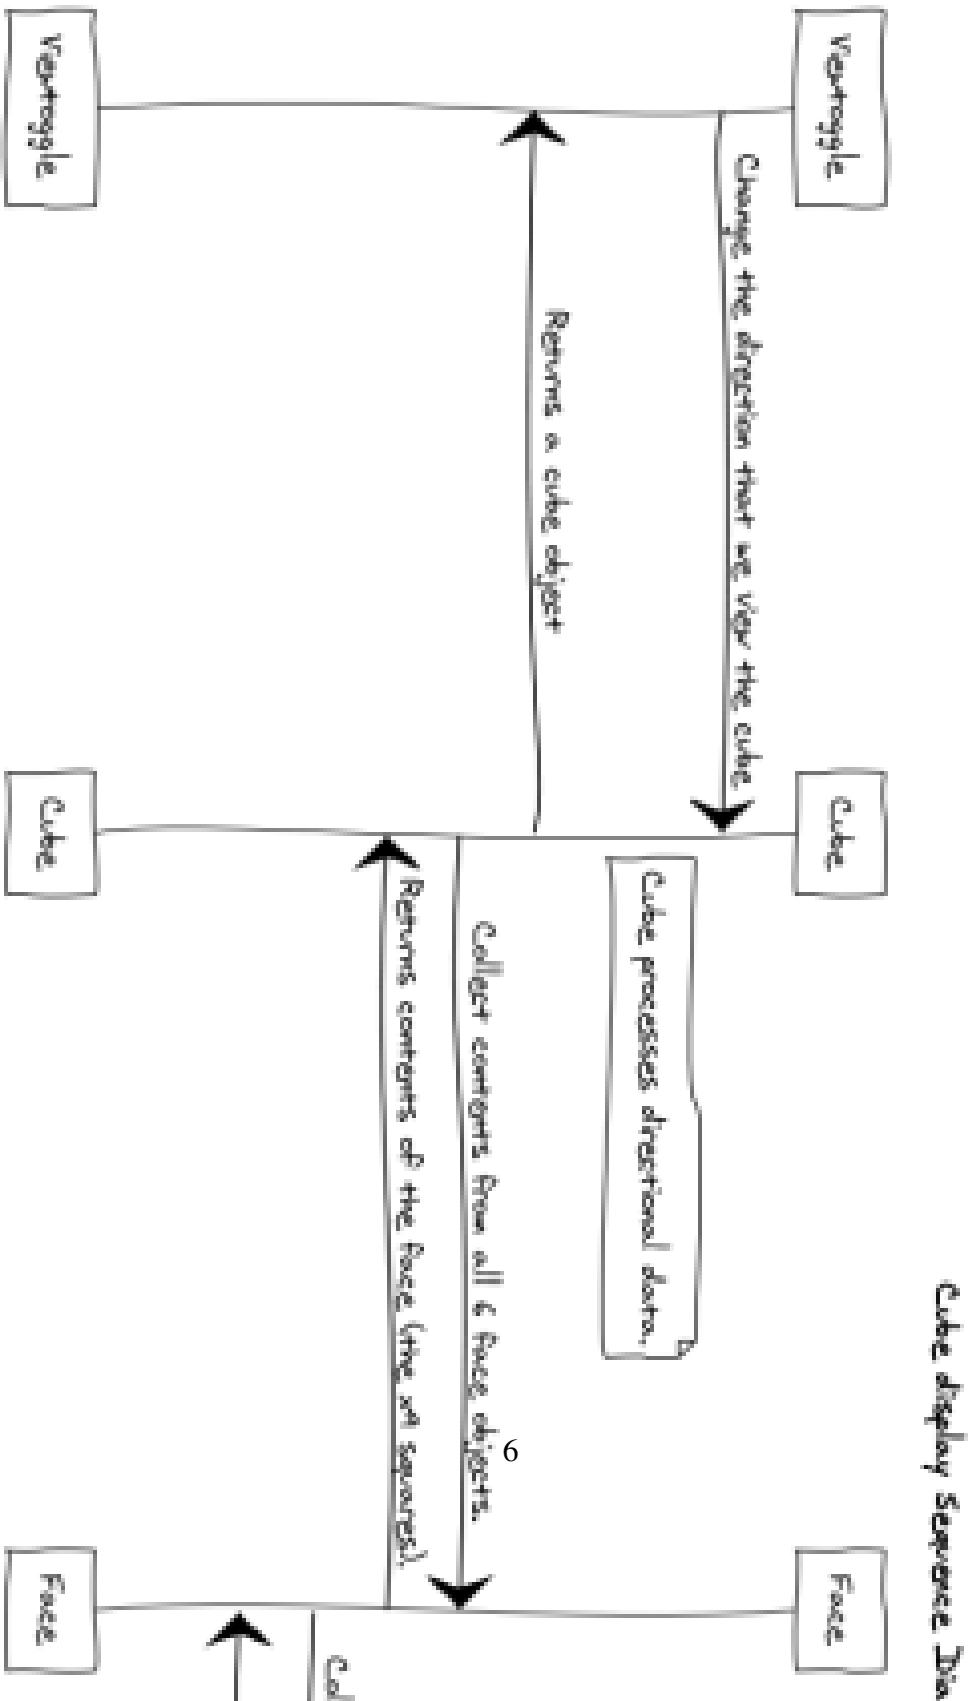 Cube display Sequence Dia
Viewtoggle
Cube
Face
Change the direction that we view the cube
Cube processes directional data.
Returns a cube object
Collect contents from all 6 face objects.
Returns contents of the face (the x9 squares).
Col
Viewtoggle
Cube
Face
6